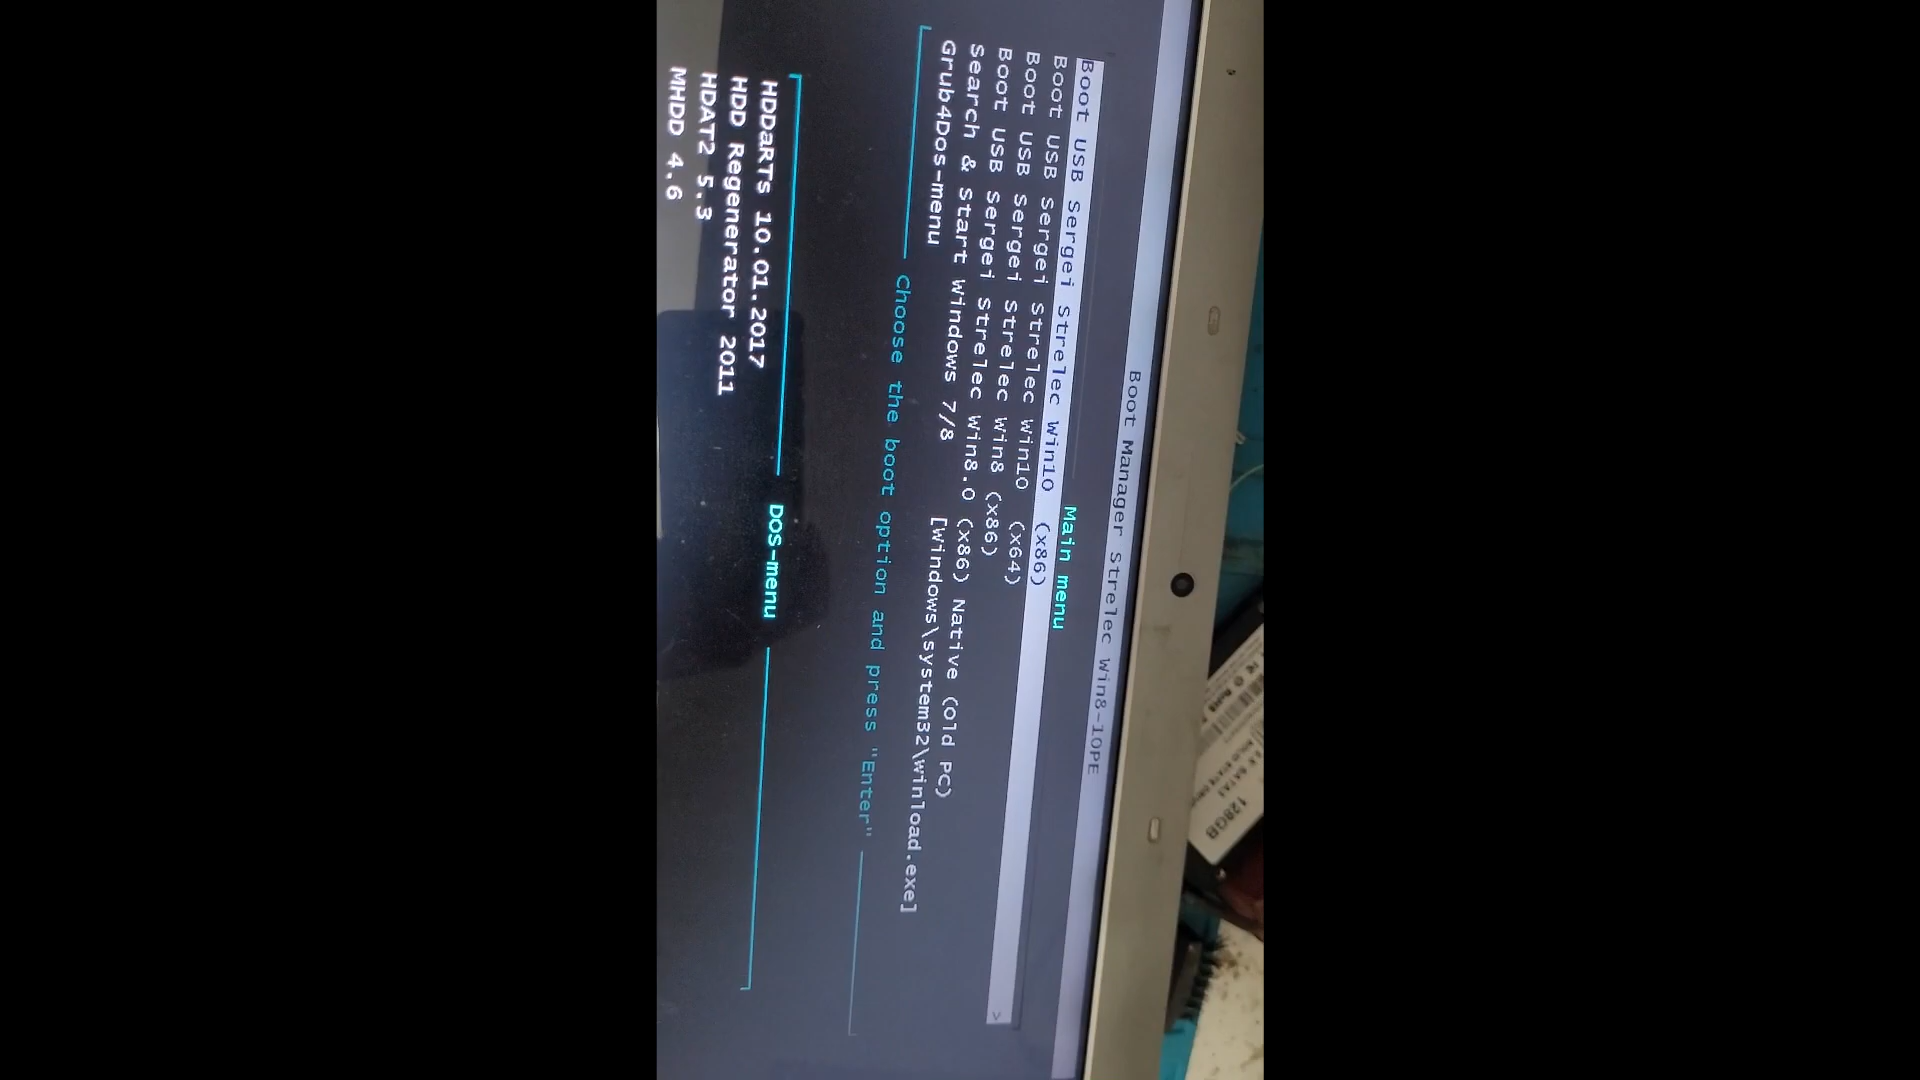 Boot Manager Strelec Win8-10PE
Main menu
Boot USB Sergei Strelec Win10 (x86) >
Boot USB Sergei Strelec Win10 (x64)
Boot USB Sergei Strelec Win8 (x86)
Boot USB Sergei Strelec Win8.0 (x86) Native (Old PC)
Search & Start Windows 7/8 [Windows\system32\winload.exe]
Grub4Dos-menu
Choose the boot option and press "Enter"
DOS-menu
HDDaRTs 10.01.2017
HDD Regenerator 2011
HDAT2 5.3
MHDD 4.6
128GB